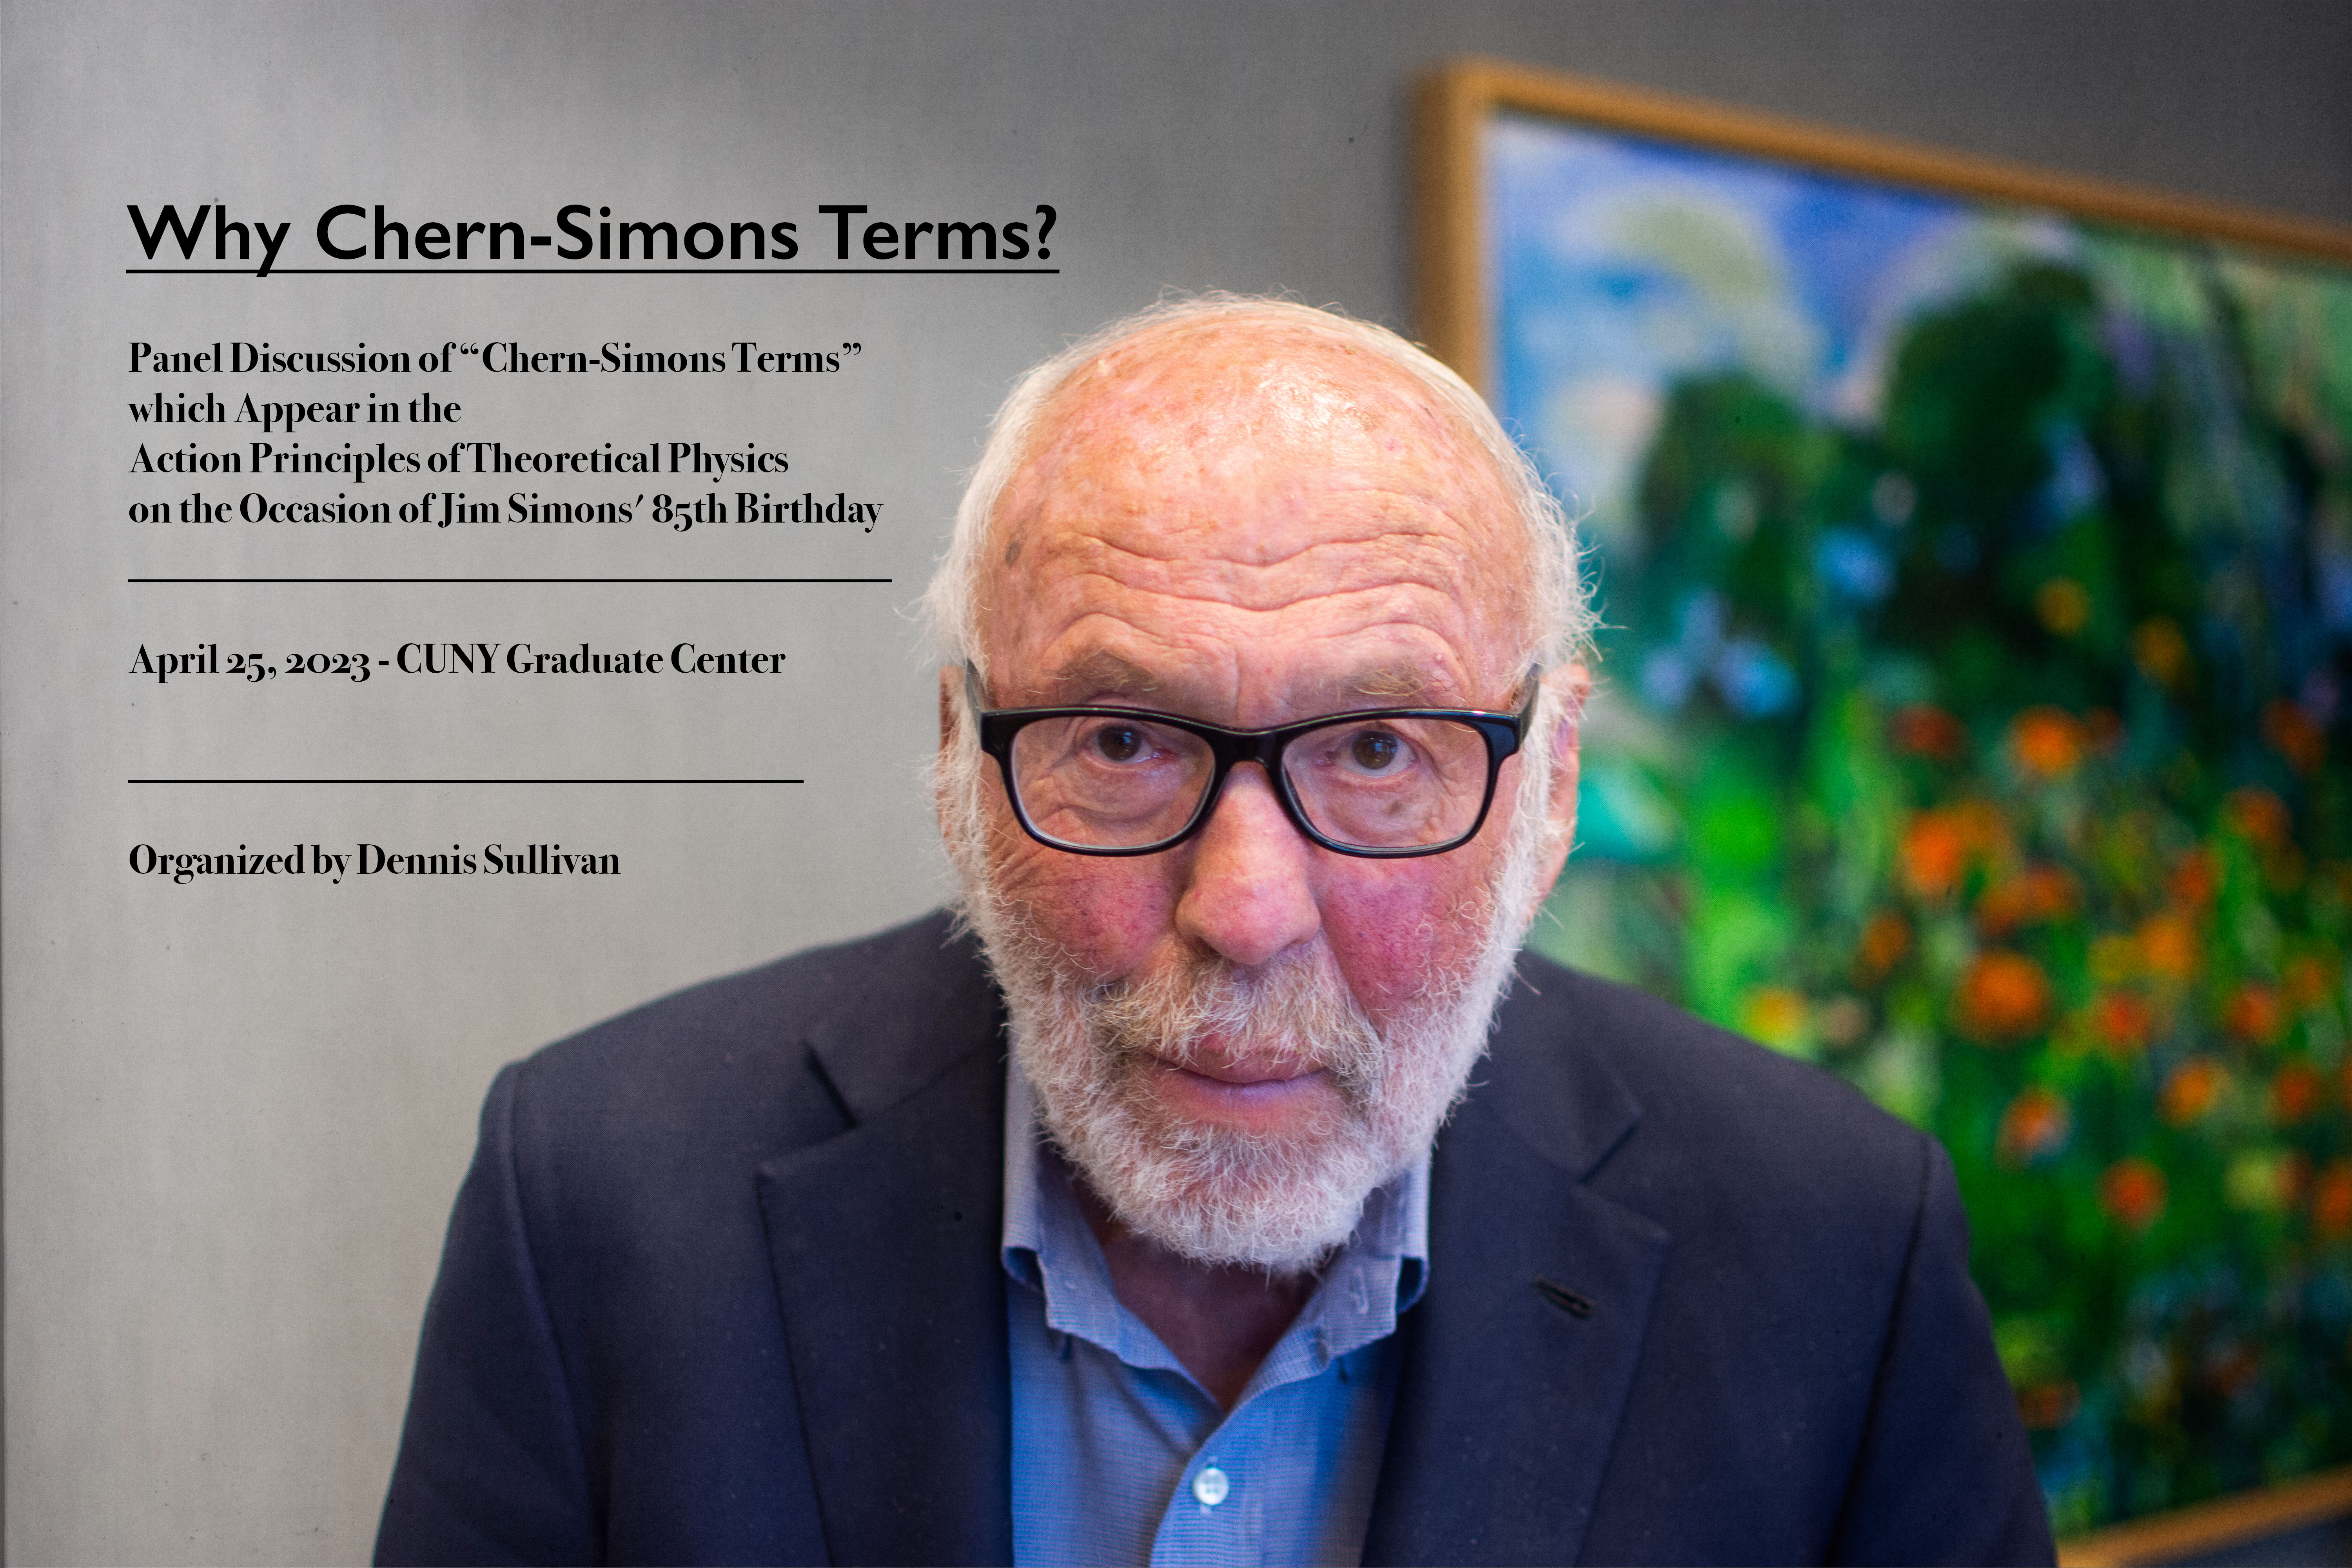 Why Chern-Simons Terms?
Panel Discussion of “Chern-Simons Terms”
which Appear in the
Action Principles of Theoretical Physics
on the Occasion of Jim Simons' 85th Birthday
April 25, 2023 - CUNY Graduate Center
Organized by Dennis Sullivan